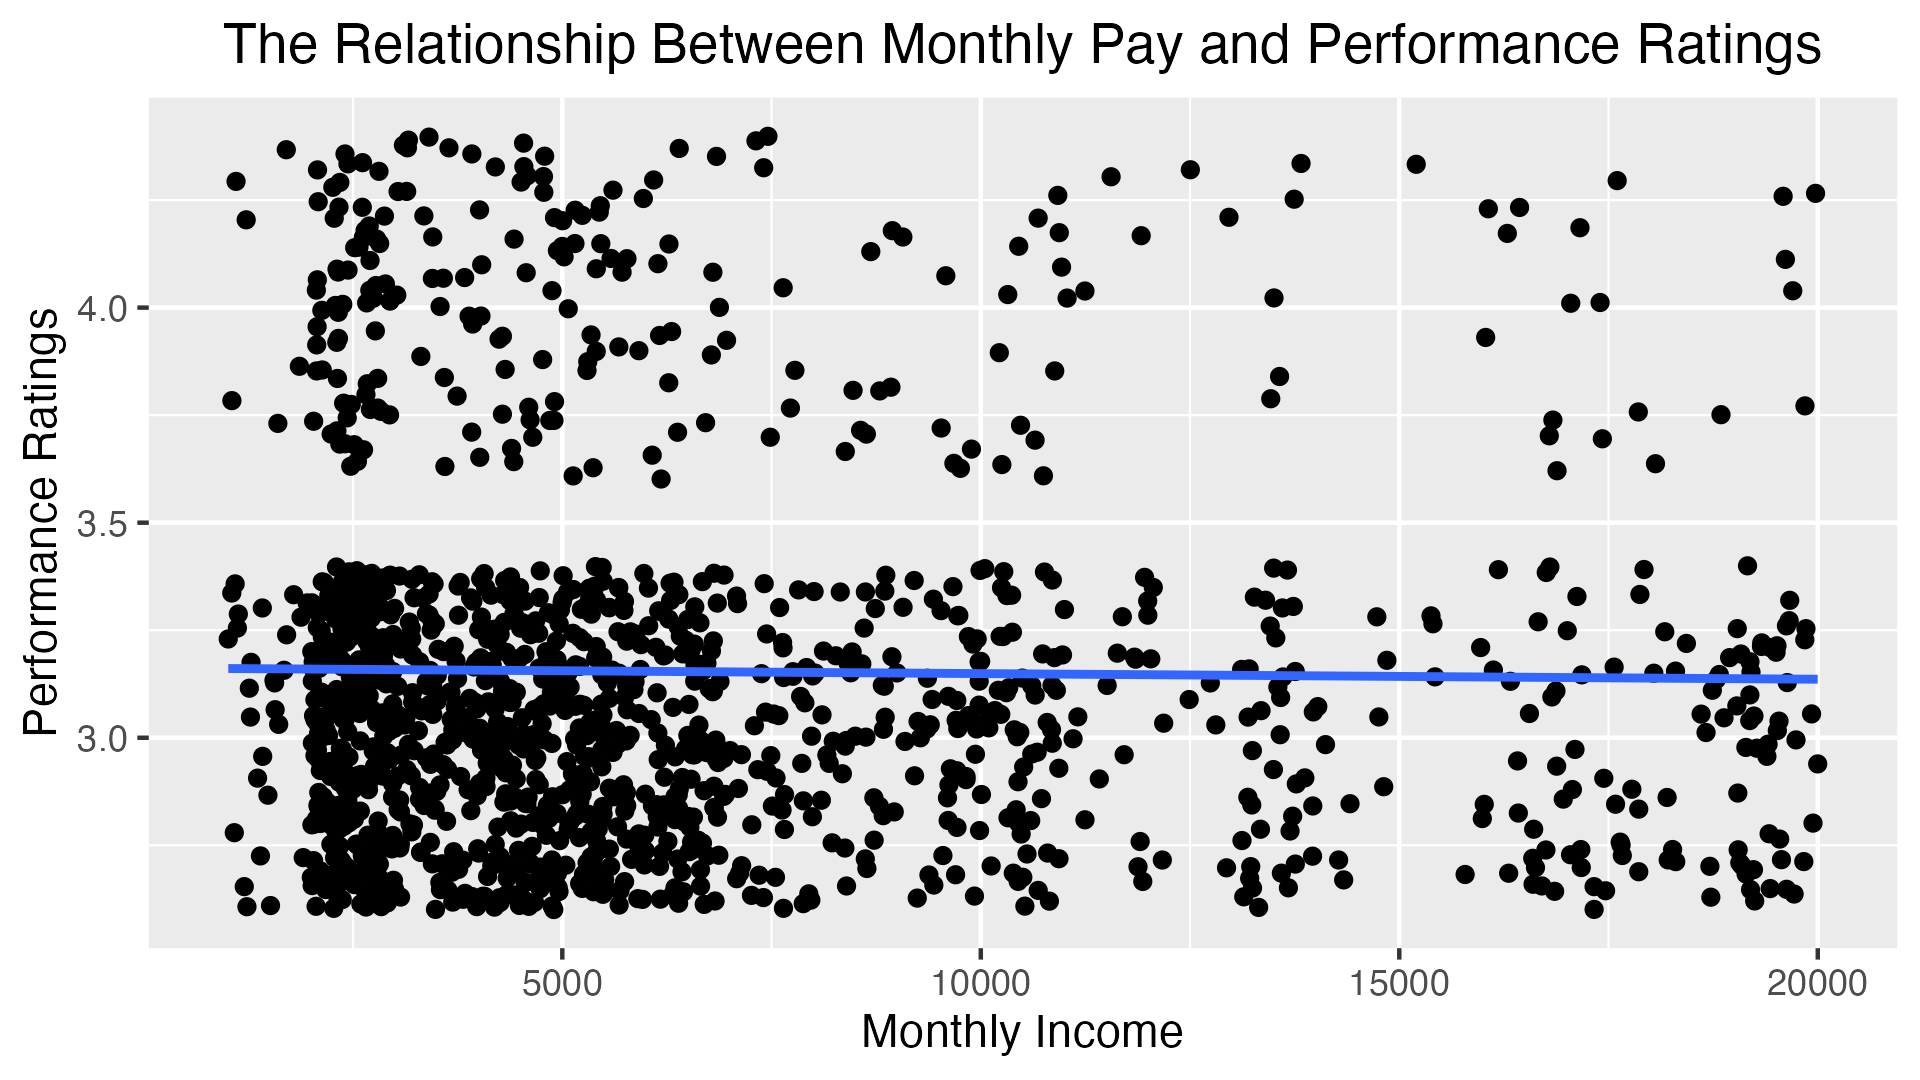 The Relationship Between Monthly Pay and Performance Ratings
Performance Ratings
4.0
3.5
3.0
5000
10000
15000
20000
Monthly Income